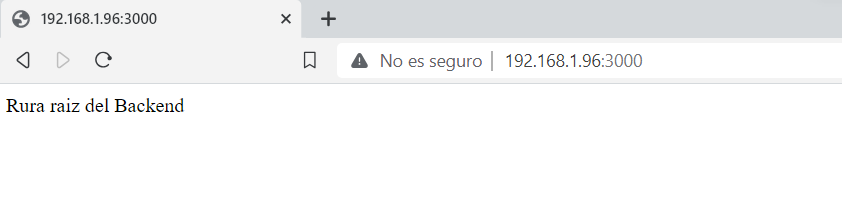 192.168.1.96:3000
No es seguro | 192.168.1.96:3000
Rura raiz del Backend